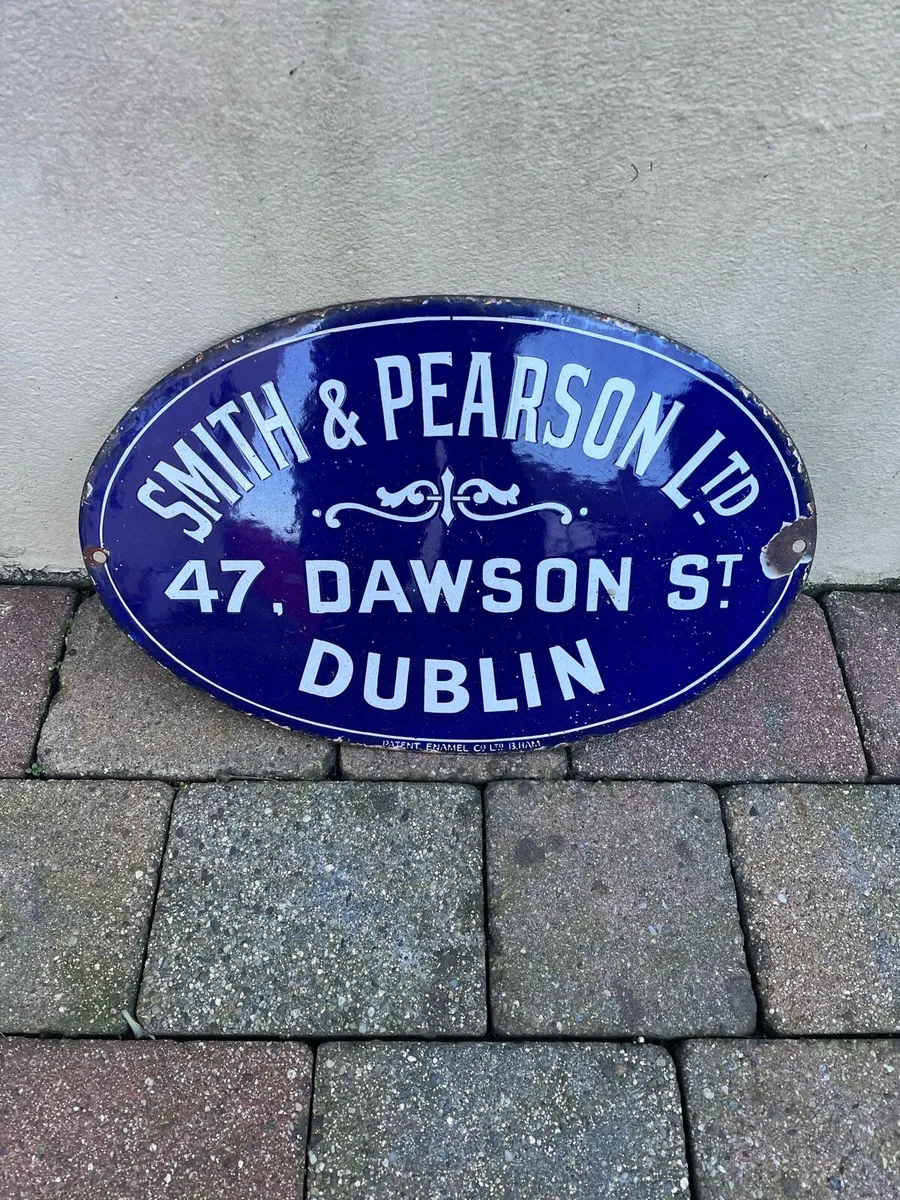 SMITH & PEARSON LTD.
47, DAWSON ST.
DUBLIN
PATENT ENAMEL CO LTD B.HAM